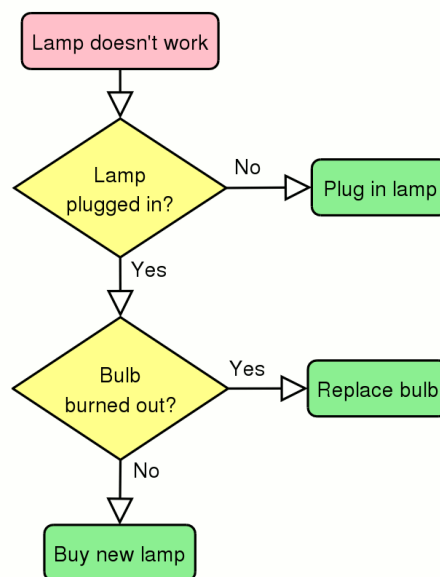 Lamp doesn't work
Lamp
plugged in?
No
Plug in lamp
Yes
Bulb
burned out?
Yes
Replace bulb
No
Buy new lamp